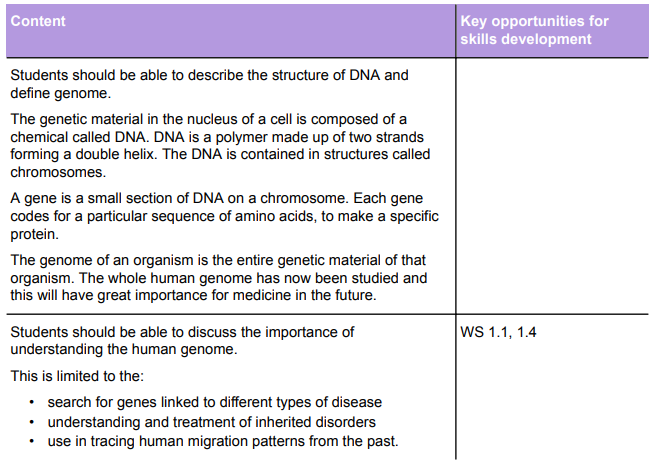 Content
Key opportunities for
skills development
Students should be able to describe the structure of DNA and
define genome.
The genetic material in the nucleus of a cell is composed of a
chemical called DNA. DNA is a polymer made up of two strands
forming a double helix. The DNA is contained in structures called
chromosomes.
A gene is a small section of DNA on a chromosome. Each gene
codes for a particular sequence of amino acids, to make a specific
protein.
The genome of an organism is the entire genetic material of that
organism. The whole human genome has now been studied and
this will have great importance for medicine in the future.
Students should be able to discuss the importance of
understanding the human genome.
WS 1.1, 1.4
This is limited to the:
• search for genes linked to different types of disease
• understanding and treatment of inherited disorders
• use in tracing human migration patterns from the past.